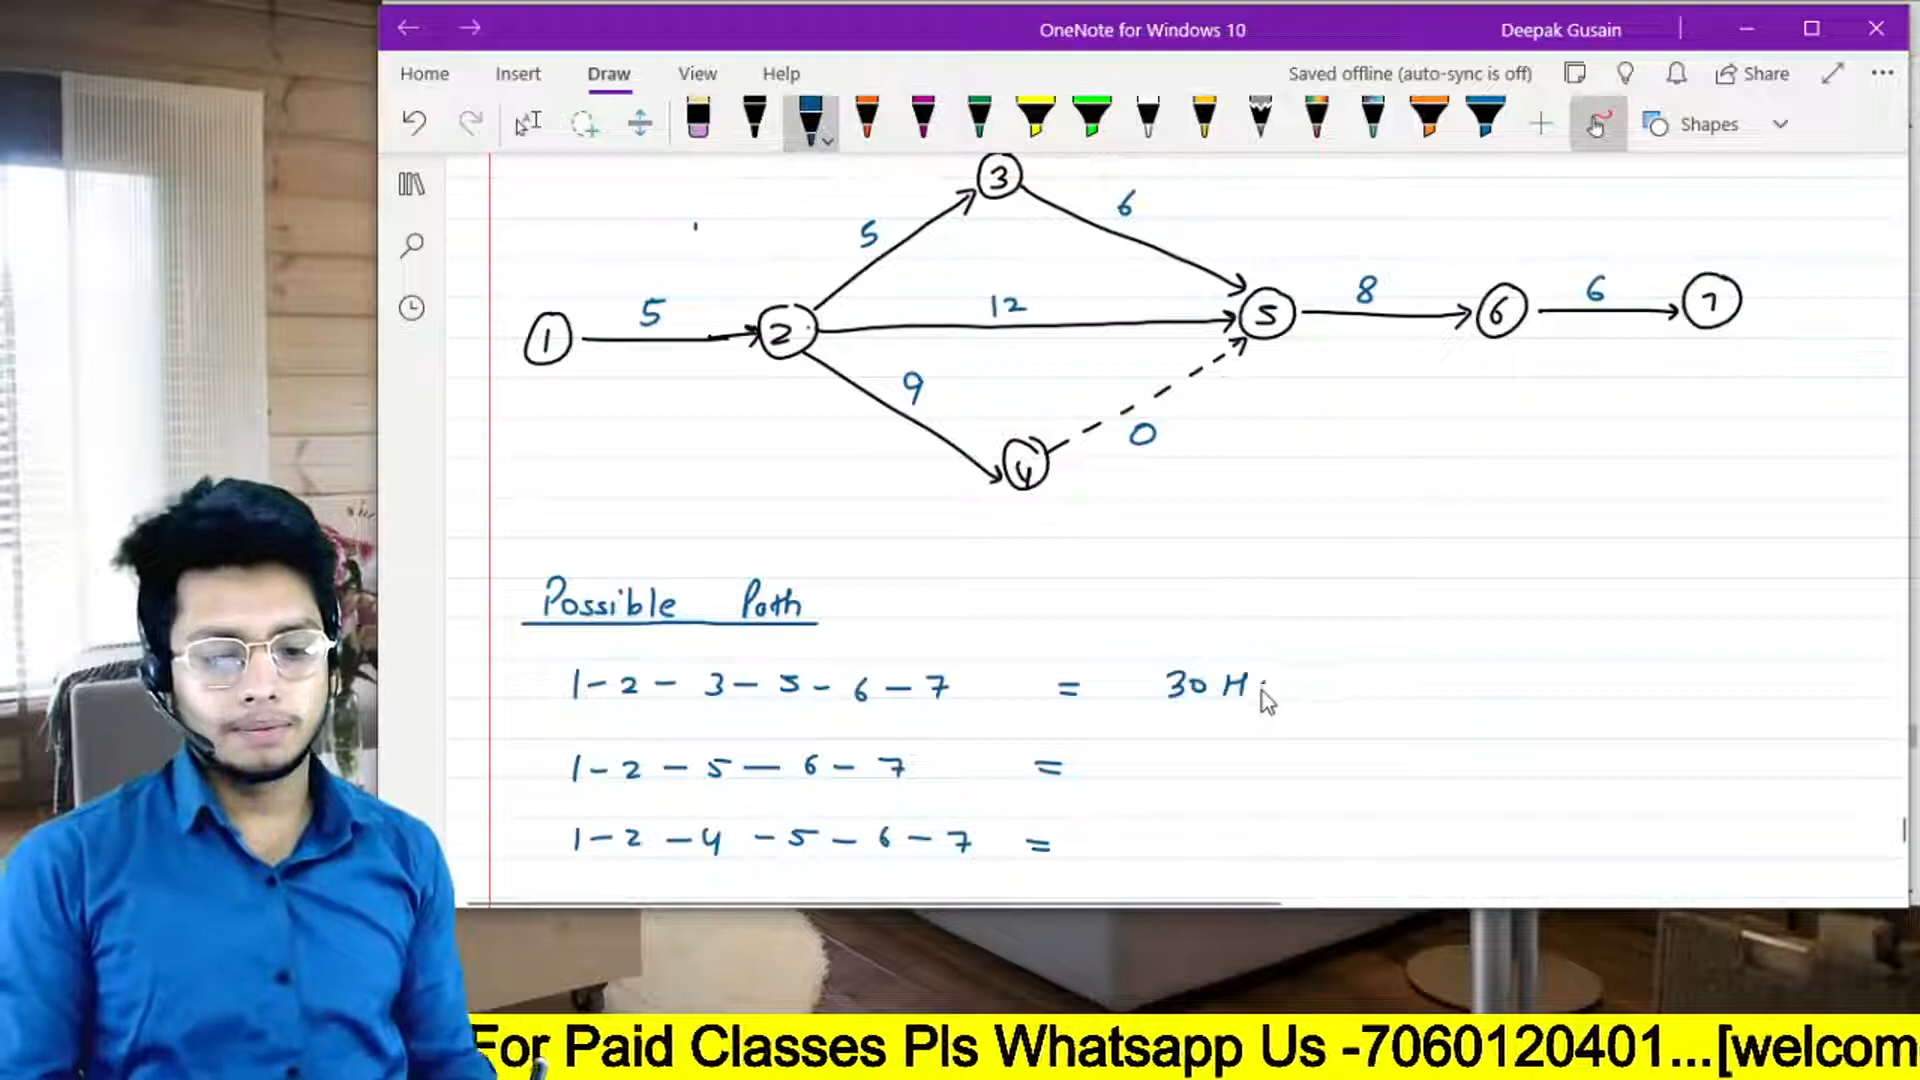 OneNote for Windows 10
Deepak Gusain
Home Insert Draw View Help
Saved offline (auto-sync is off)
Share
Shapes
3
5
6
1
5
2
12
5
8
6
6
7
9
0
4
Possible Path
1 - 2 - 3 - 5 - 6 - 7 = 30 H
1 - 2 - 5 - 6 - 7 =
1 - 2 - 4 - 5 - 6 - 7 =
For Paid Classes Pls Whatsapp Us -7060120401...[welcom